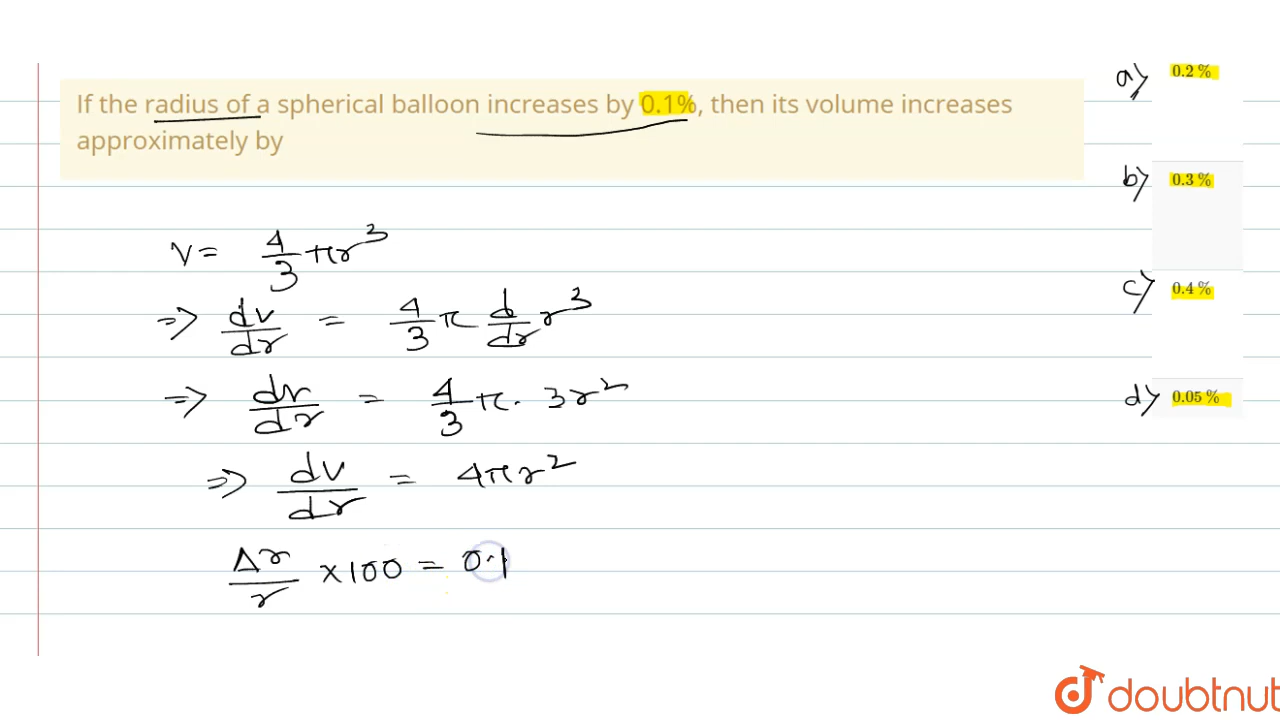 If the radius of a spherical balloon increases by 0.1%, then its volume increases
approximately by
a) 0.2 %
b) 0.3 %
c) 0.4 %
d) 0.05 %
V = 4/3 πr³
⇒ dv/dr = 4/3 π d/dr r³
⇒ dv/dr = 4/3 π · 3r²
⇒ dv/dr = 4πr²
Δr/r × 100 = 0.1
doubtnut